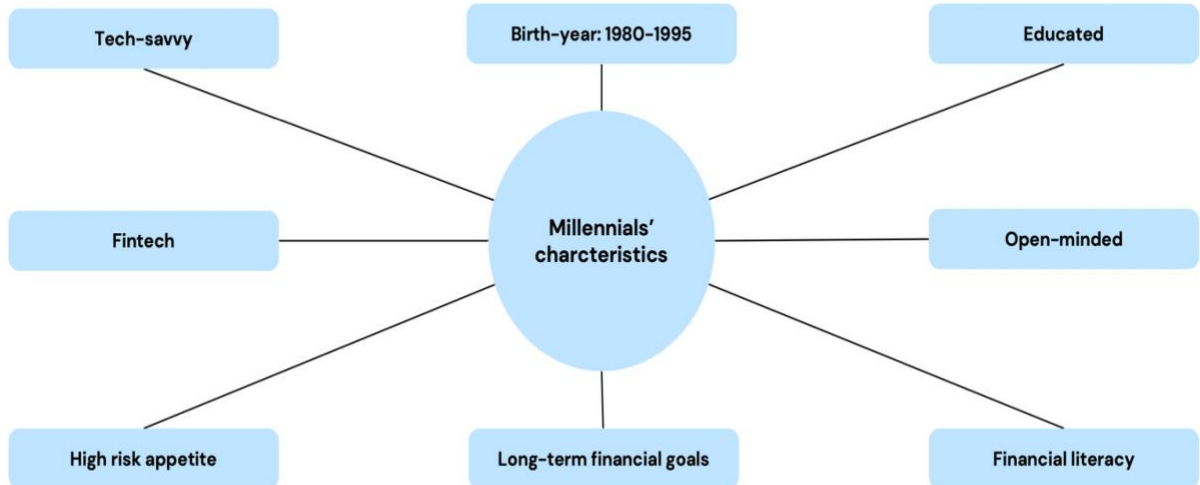 Tech-savvy
Birth-year: 1980-1995
Educated
Millennials’
charcteristics
Fintech
Open-minded
High risk appetite
Long-term financial goals
Financial literacy